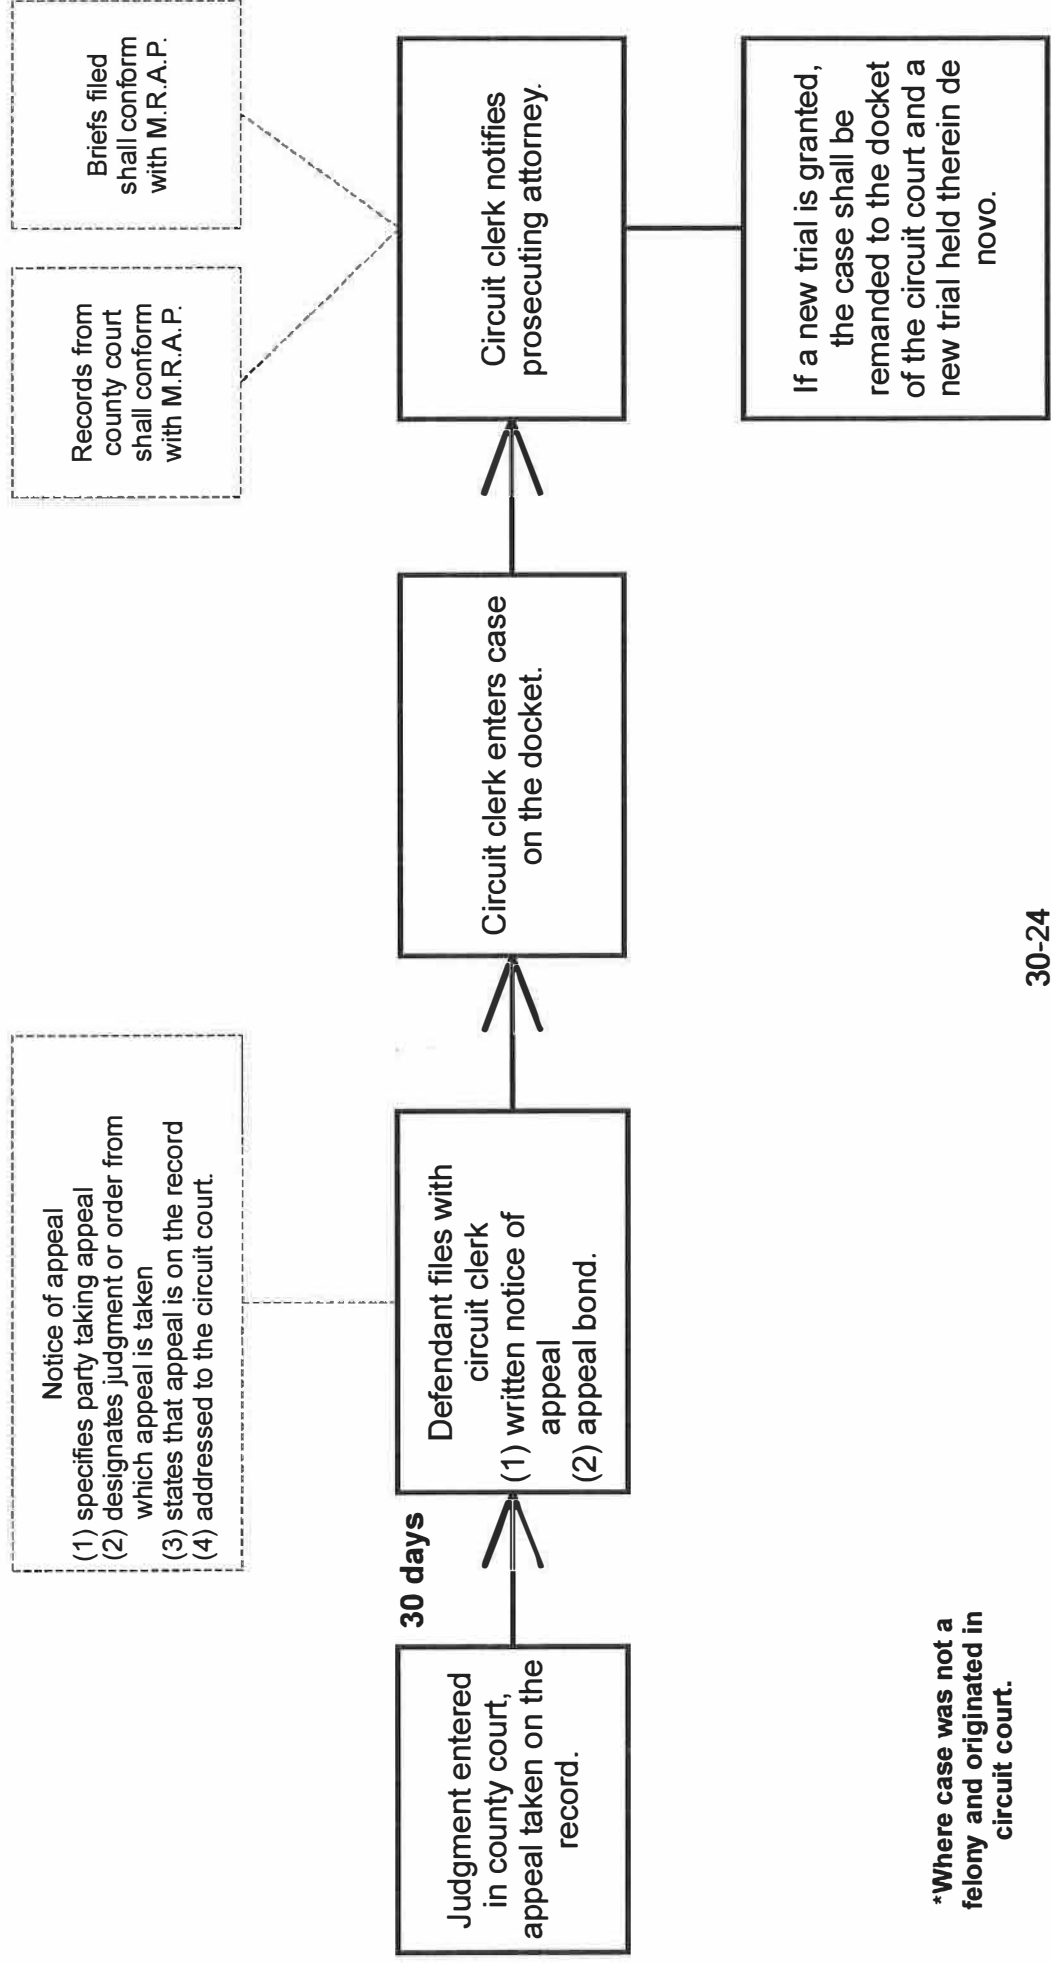 Notice of appeal
(1) specifies party taking appeal
(2) designates judgment or order from
which appeal is taken
(3) states that appeal is on the record
(4) addressed to the circuit court.
Records from
county court
shall conform
with M.R.A.P.
Briefs filed
shall conform
with M.R.A.P.
Judgment entered
in county court,
appeal taken on the
record.
30 days
Defendant files with
circuit clerk
(1) written notice of
appeal
(2) appeal bond.
Circuit clerk enters case
on the docket.
Circuit clerk notifies
prosecuting attorney.
If a new trial is granted,
the case shall be
remanded to the docket
of the circuit court and a
new trial held therein de
novo.
*Where case was not a
felony and originated in
circuit court.
30-24